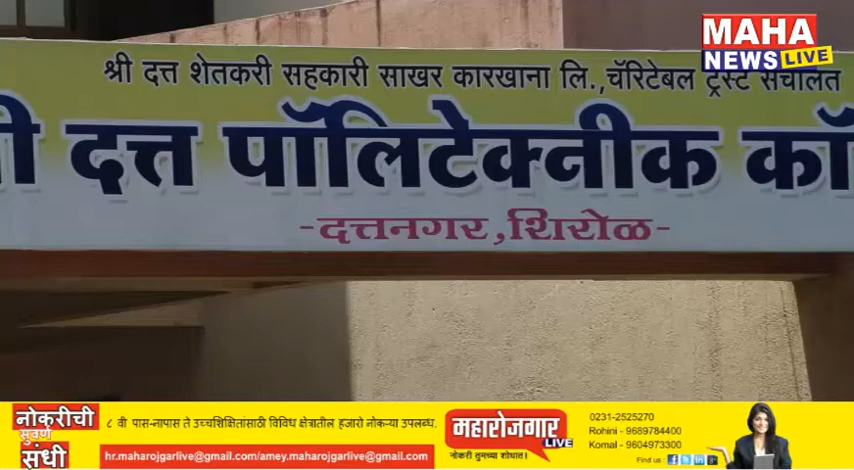 MAHA
NEWS LIVE
श्री दत्त शेतकरी सहकारी साखर कारखाना लि.,चॅरिटेबल ट्रस्ट संचलित
दत्त पॉलिटेक्नीक
-दत्तनगर,शिरोळ-
नोकरीची
सुवर्ण
संधी
८ वी पास-नापास ते उच्चशिक्षितांसाठी विविध क्षेत्रातील हजारो नोकऱ्या उपलब्ध.
hr.maharojgarlive@gmail.com/amey.maharojgarlive@gmail.com
महारोजगार
LIVE
नोकरी तुमच्या शोधात!
0231-2525270
Rohini - 9689784400
Komal - 9604973300
Find us :